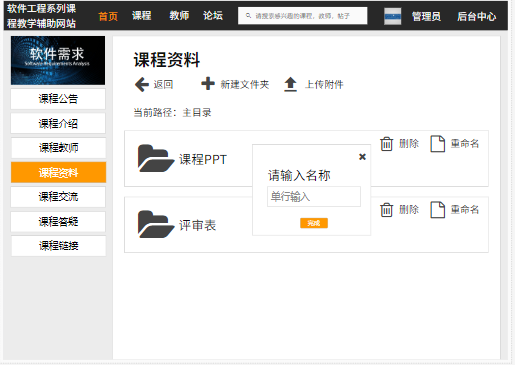 软件工程系列课
程教学辅助网站
首页 课程 教师 论坛
请搜索感兴趣的课程，教师，帖子
管理员 后台中心
软件需求
Software Requirements Analysis
课程公告
课程介绍
课程教师
课程资料
课程交流
课程答疑
课程链接
课程资料
返回 新建文件夹 上传附件
当前路径：主目录
课程PPT
删除 重命名
请输入名称
单行输入
完成
评审表
删除 重命名